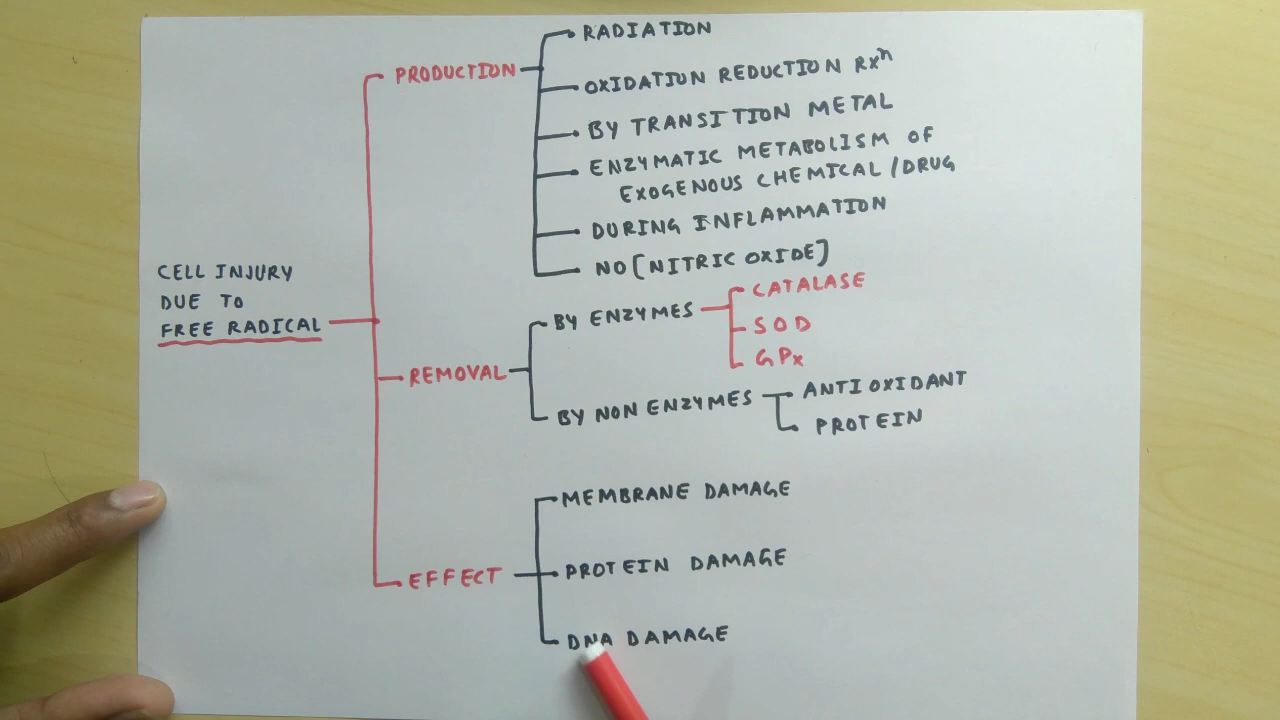 CELL INJURY
DUE TO
FREE RADICAL
PRODUCTION
RADIATION
OXIDATION REDUCTION RXⁿ
BY TRANSITION METAL
ENZYMATIC METABOLISM OF
EXOGENOUS CHEMICAL/DRUG
DURING INFLAMMATION
NO [NITRIC OXIDE]
REMOVAL
BY ENZYMES
CATALASE
SOD
GPx
BY NON ENZYMES
ANTIOXIDANT
PROTEIN
EFFECT
MEMBRANE DAMAGE
PROTEIN DAMAGE
DNA DAMAGE